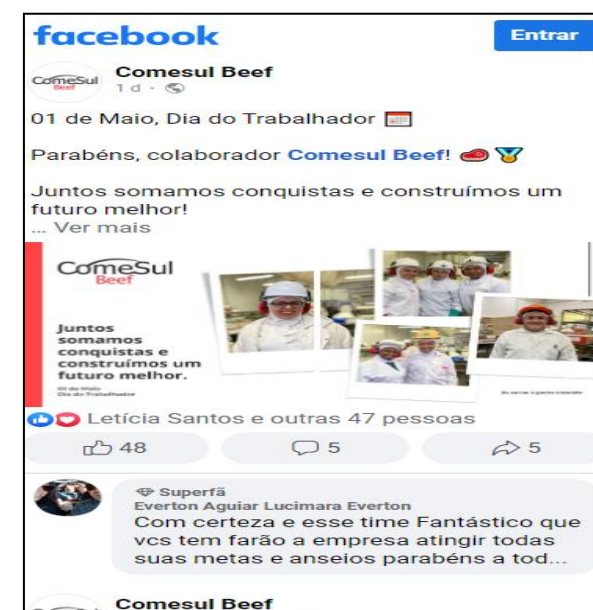 facebook
Entrar
ComeSul
Beef
Comesul Beef
1 d
01 de Maio, Dia do Trabalhador
Parabéns, colaborador Comesul Beef!
Juntos somamos conquistas e construímos um
futuro melhor!
... Ver mais
ComeSul
Beef
Juntos
somamos
conquistas e
construímos um
futuro melhor.
01 de Maio
Dia do Trabalhador
Letícia Santos e outras 47 pessoas
48
5
5
Superfã
Everton Aguiar Lucimara Everton
Com certeza e esse time Fantástico que
vcs tem farão a empresa atingir todas
suas metas e anseios parabéns a tod...
Comesul Beef